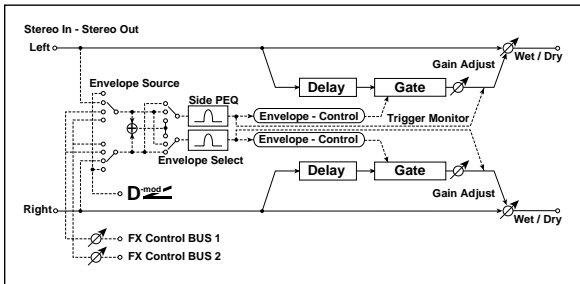 Stereo In - Stereo Out
Left
Wet / Dry
Gain Adjust
Envelope Source
Delay
Gate
Side PEQ
Envelope - Control
Trigger Monitor
Envelope - Control
Envelope Select
Delay
Gate
D-mod
Gain Adjust
Right
Wet / Dry
FX Control BUS 1
FX Control BUS 2